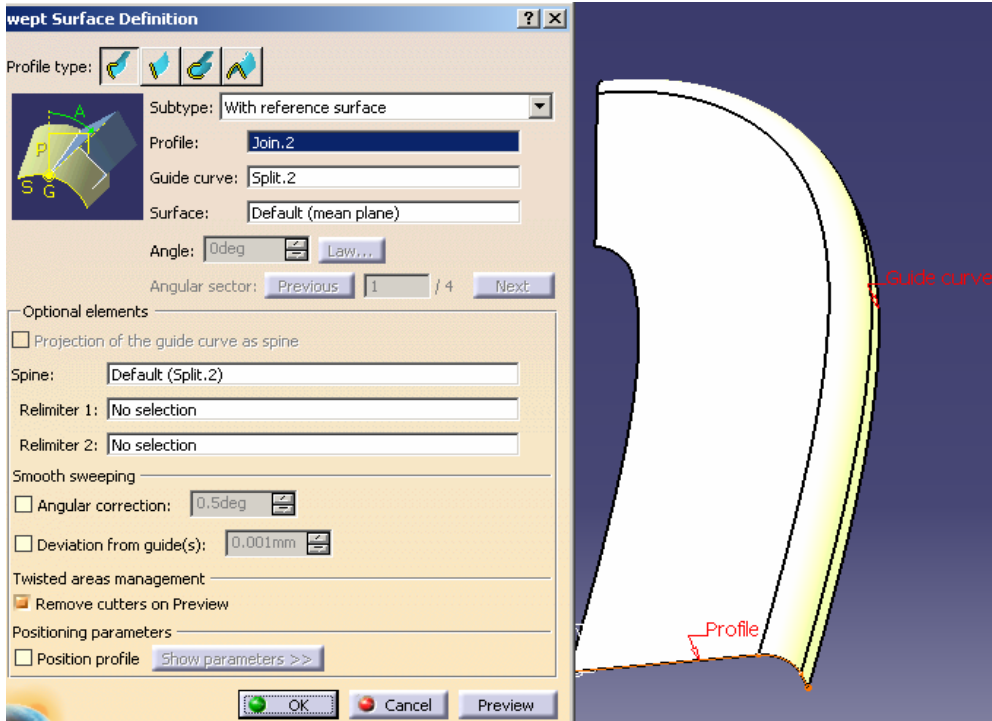 wept Surface Definition
Profile type:
Subtype: With reference surface
Profile: Join.2
Guide curve: Split.2
Surface: Default (mean plane)
Angle: 0deg Law...
Angular sector: Previous 1 / 4 Next
Optional elements
Projection of the guide curve as spine
Spine: Default (Split.2)
Relimiter 1: No selection
Relimiter 2: No selection
Smooth sweeping
Angular correction: 0.5deg
Deviation from guide(s): 0.001mm
Twisted areas management
Remove cutters on Preview
Positioning parameters
Position profile Show parameters >>
OK Cancel Preview
A
P
S G
Guide curve
Profile